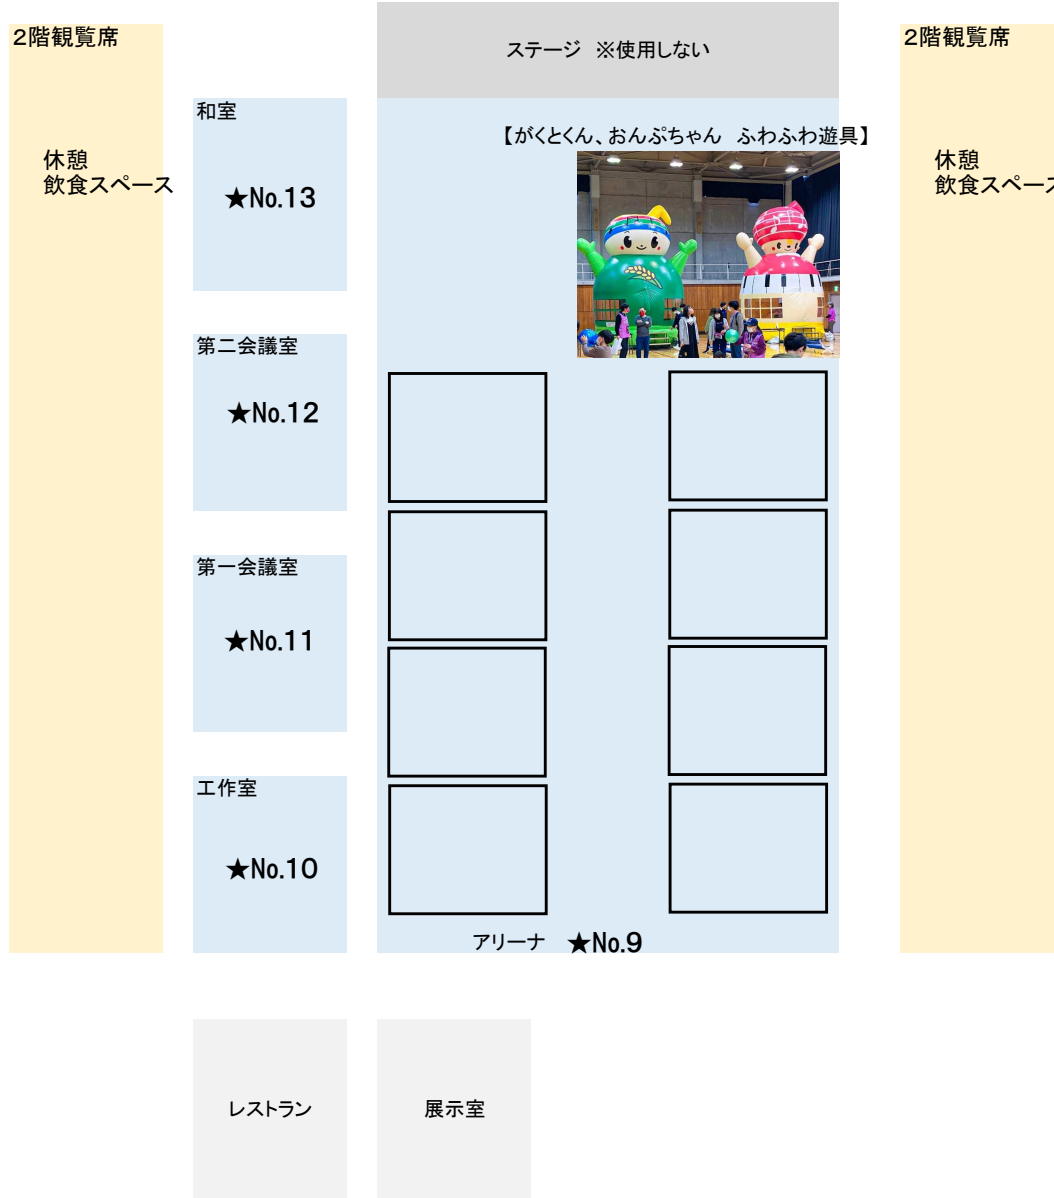 ２階観覧席
休憩
飲食スペース
ステージ　※使用しない
２階観覧席
休憩
飲食スペース
和室
★No.13
【がくとくん、おんぷちゃん　ふわふわ遊具】
第二会議室
★No.12
第一会議室
★No.11
工作室
★No.10
アリーナ　★No.9
レストラン
展示室